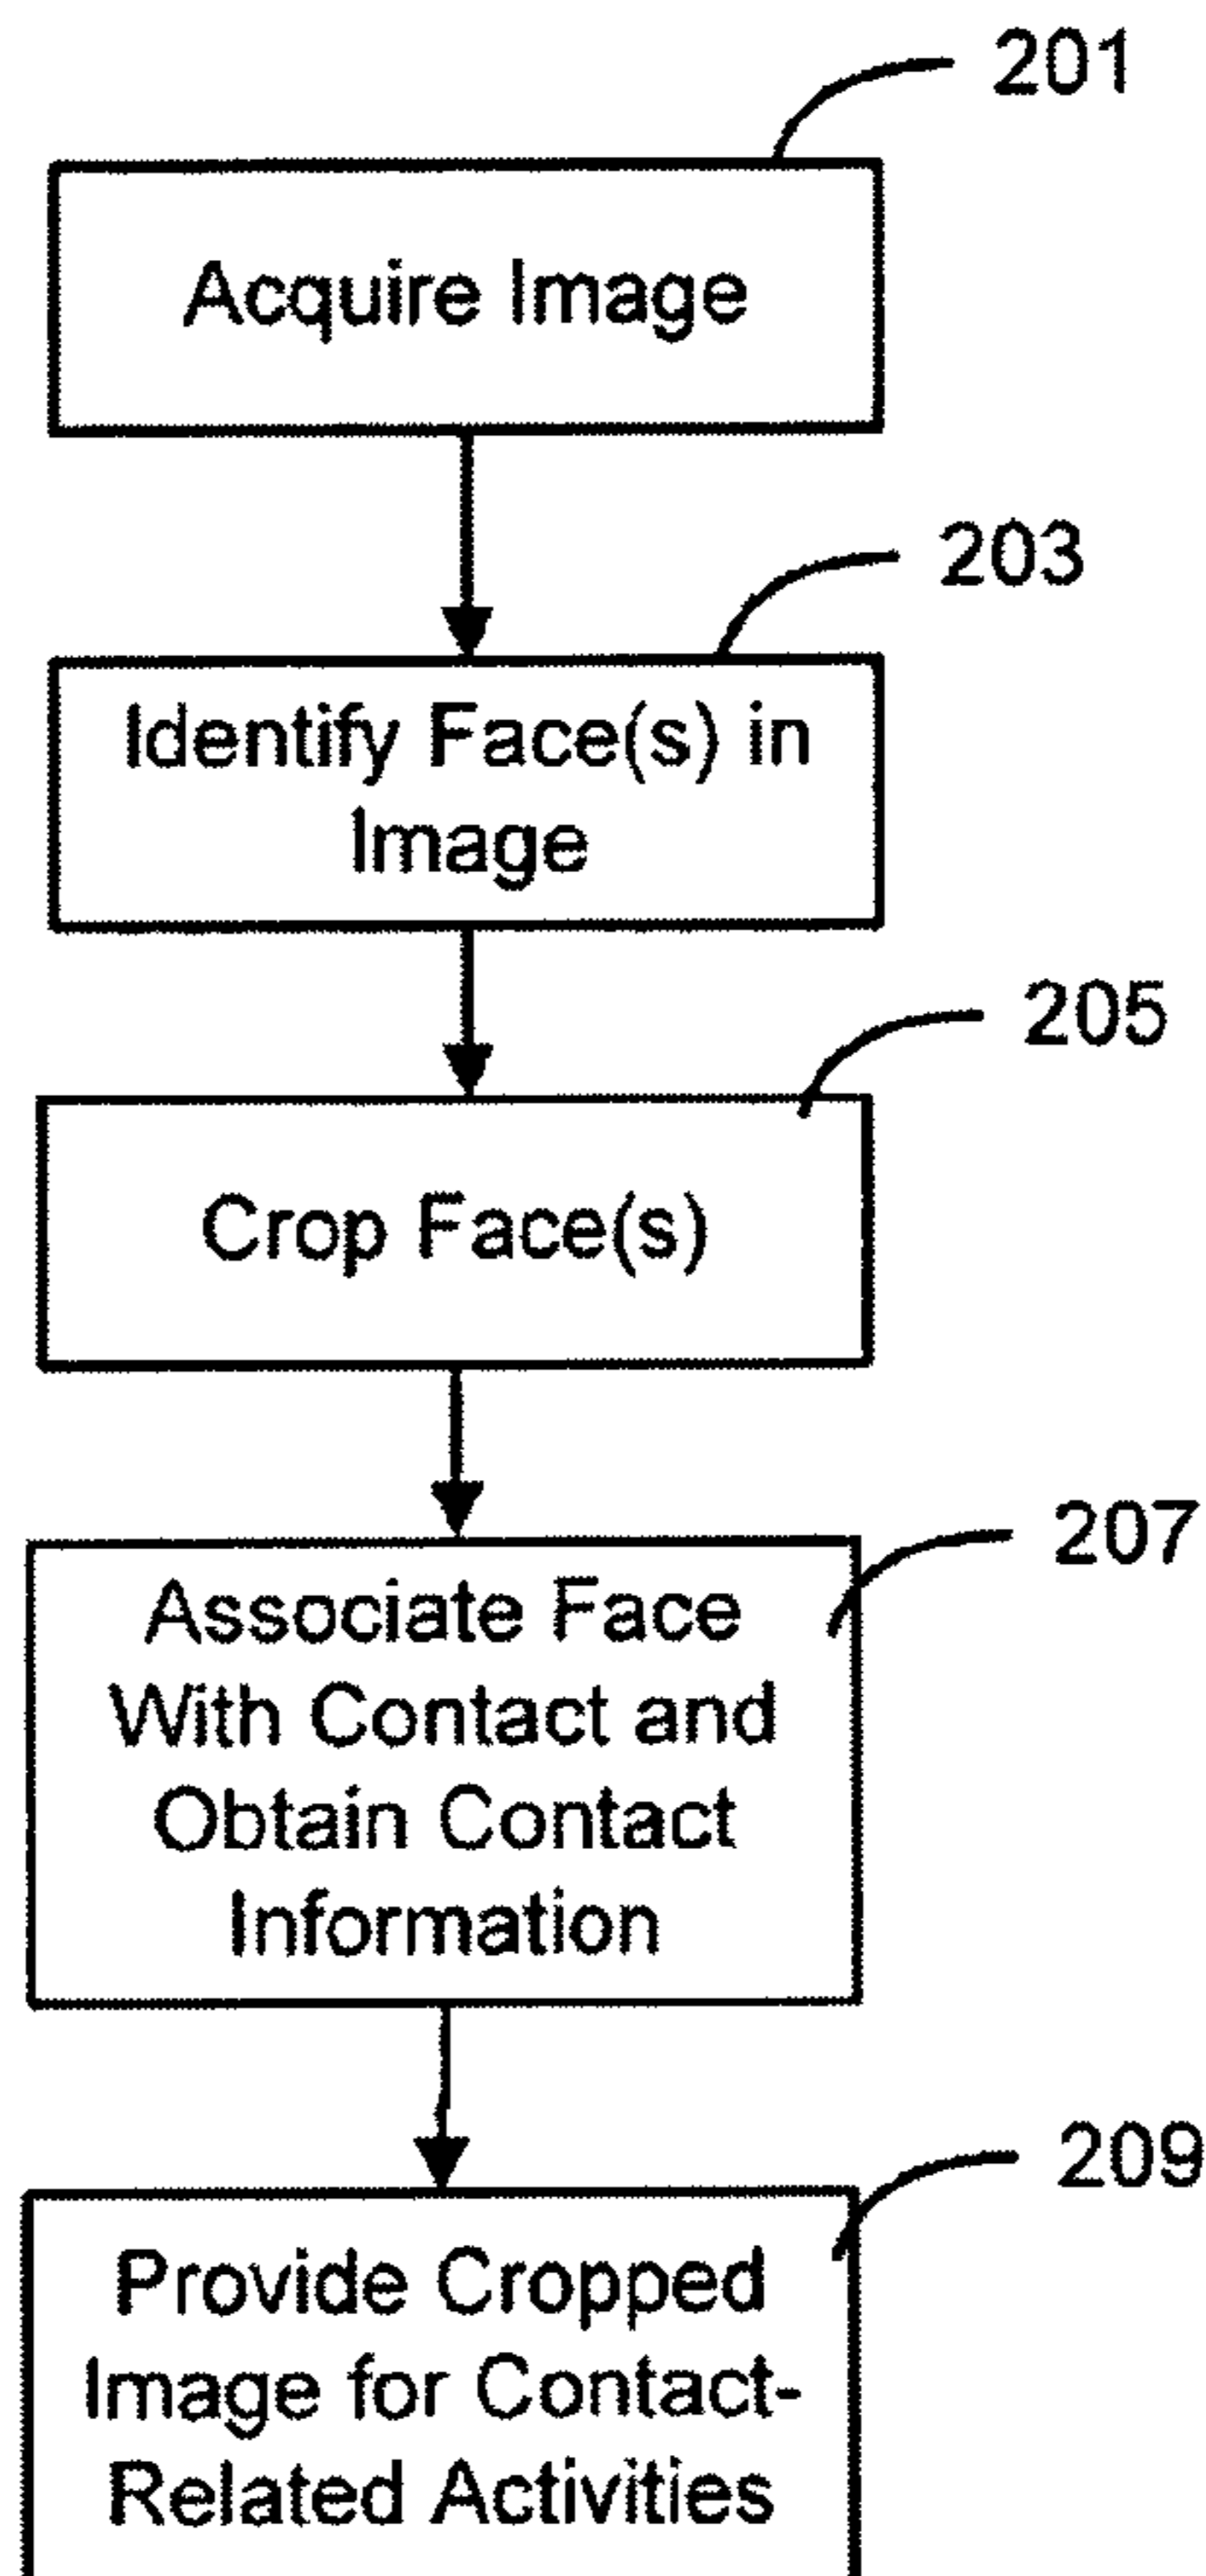 201
Acquire Image
203
Identify Face(s) in
Image
205
Crop Face(s)
207
Associate Face
With Contact and
Obtain Contact
Information
209
Provide Cropped
Image for Contact-
Related Activities